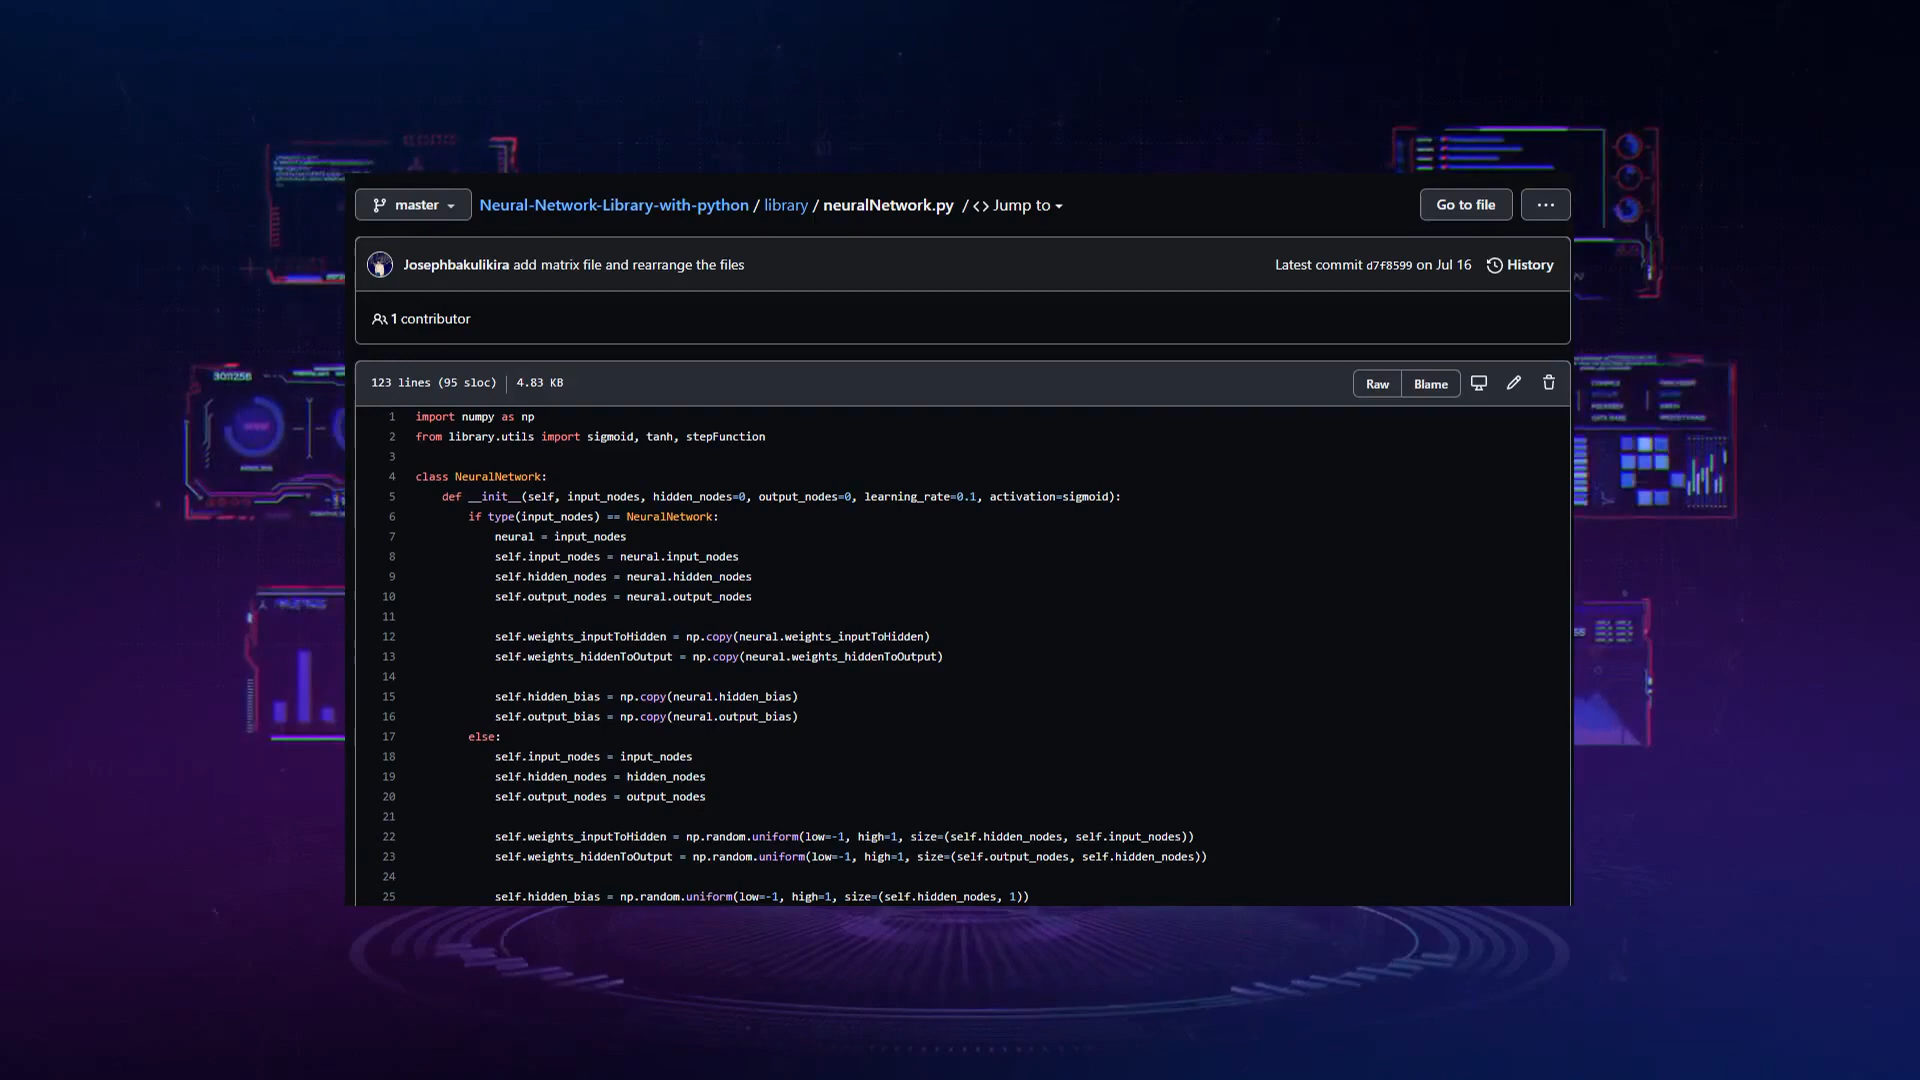 master Neural-Network-Library-with-python / library / neuralNetwork.py / <> Jump to Go to file ...
Josephbakulikira add matrix file and rearrange the files Latest commit d7f8599 on Jul 16 History
1 contributor
123 lines (95 sloc) 4.83 KB Raw Blame
1 import numpy as np
2 from library.utils import sigmoid, tanh, stepFunction
3
4 class NeuralNetwork:
5     def __init__(self, input_nodes, hidden_nodes=0, output_nodes=0, learning_rate=0.1, activation=sigmoid):
6         if type(input_nodes) == NeuralNetwork:
7             neural = input_nodes
8             self.input_nodes = neural.input_nodes
9             self.hidden_nodes = neural.hidden_nodes
10             self.output_nodes = neural.output_nodes
11
12             self.weights_inputToHidden = np.copy(neural.weights_inputToHidden)
13             self.weights_hiddenToOutput = np.copy(neural.weights_hiddenToOutput)
14
15             self.hidden_bias = np.copy(neural.hidden_bias)
16             self.output_bias = np.copy(neural.output_bias)
17         else:
18             self.input_nodes = input_nodes
19             self.hidden_nodes = hidden_nodes
20             self.output_nodes = output_nodes
21
22             self.weights_inputToHidden = np.random.uniform(low=-1, high=1, size=(self.hidden_nodes, self.input_nodes))
23             self.weights_hiddenToOutput = np.random.uniform(low=-1, high=1, size=(self.output_nodes, self.hidden_nodes))
24
25             self.hidden_bias = np.random.uniform(low=-1, high=1, size=(self.hidden_nodes, 1))